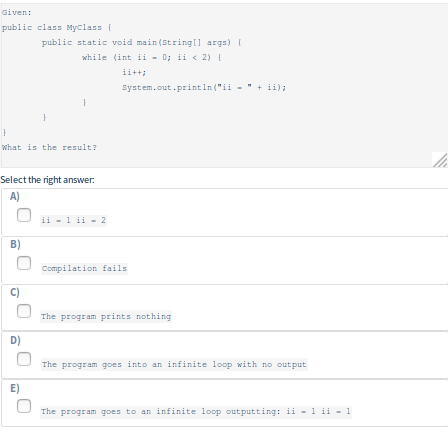 Given:
public class MyClass {
public static void main(String[] args) {
while (int ii = 0; ii < 2) {
ii++;
System.out.println("ii = " + ii);
}
}
}
What is the result?
Select the right answer:
A)
ii = 1 ii = 2
B)
Compilation fails
C)
The program prints nothing
D)
The program goes into an infinite loop with no output
E)
The program goes to an infinite loop outputting: ii = 1 ii = 1